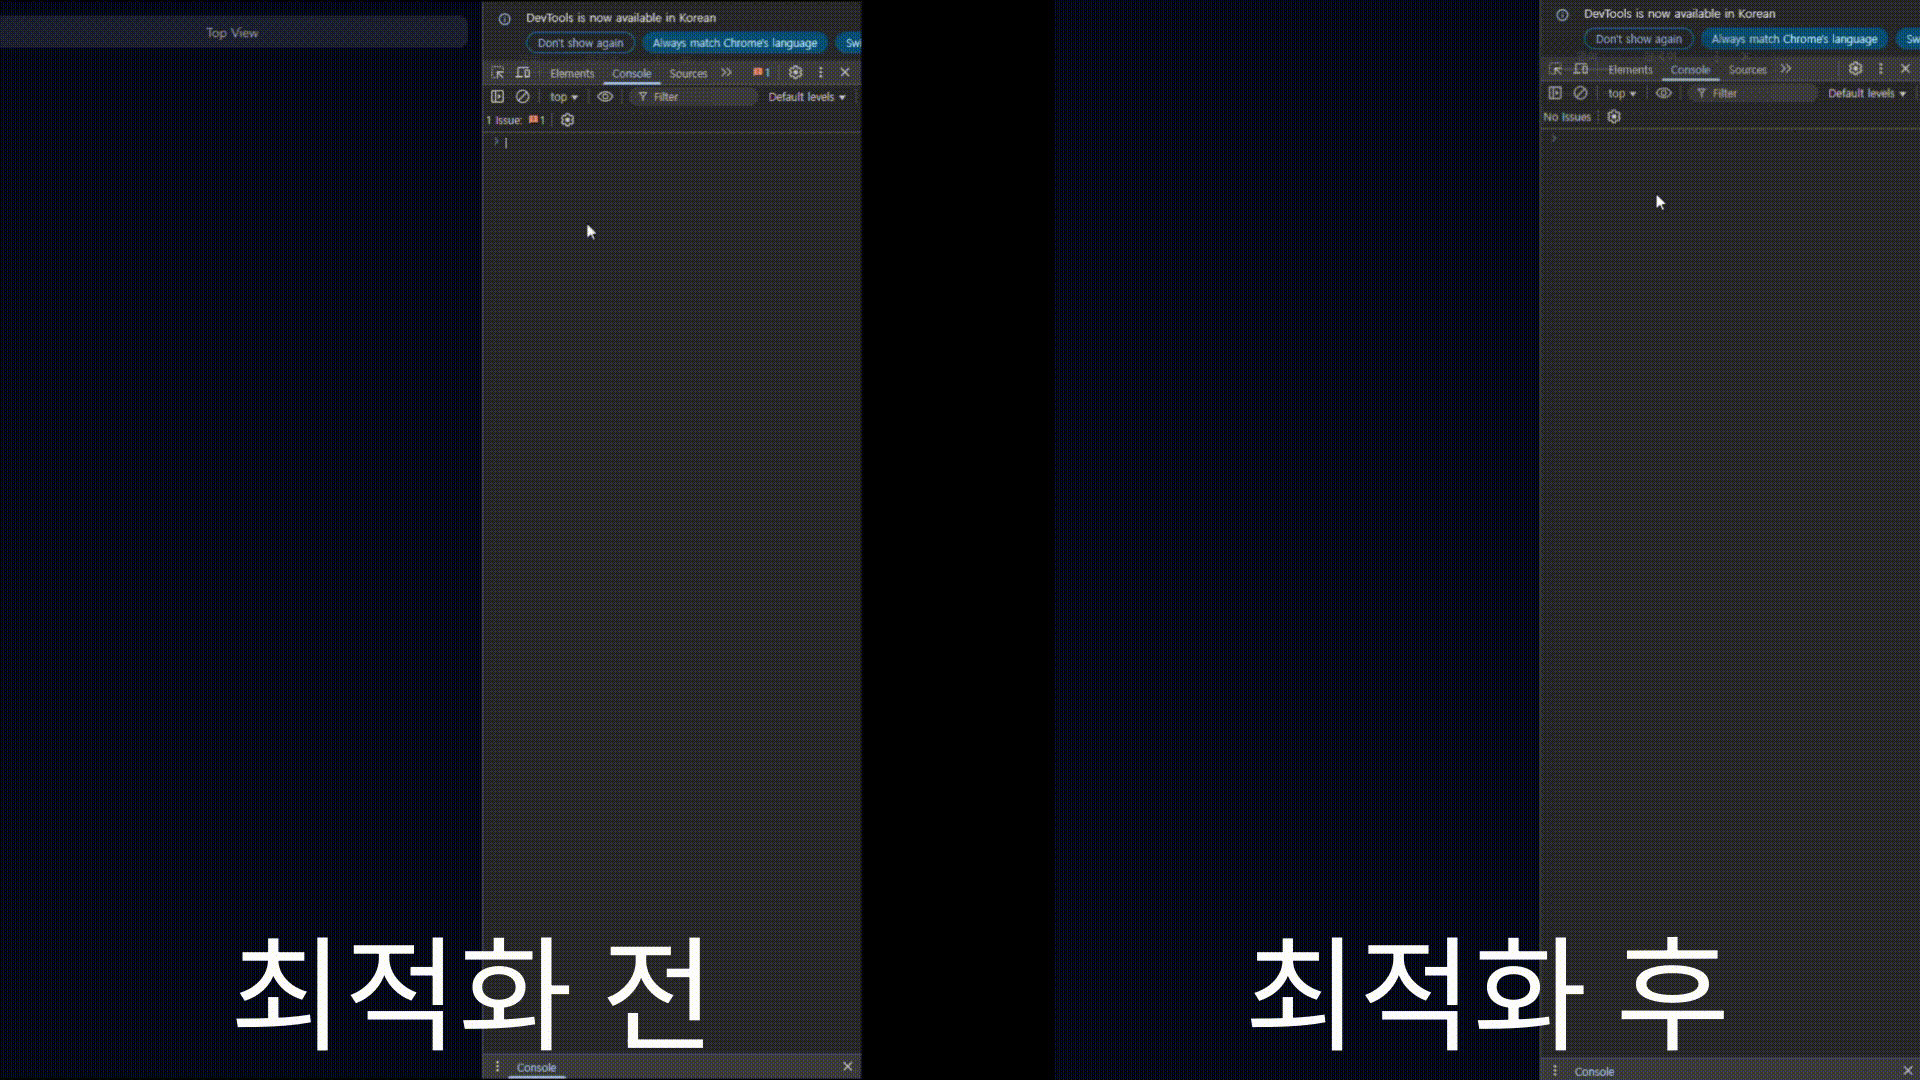 Top View
DevTools is now available in Korean
Don't show again Always match Chrome's language Swi
Elements Console Sources 1
top Filter Default levels
1 Issue: 1
최적화 전
Console
DevTools is now available in Korean
Don't show again Always match Chrome's language Sw
Elements Console Sources
top Filter Default levels
No Issues
최적화 후
Console